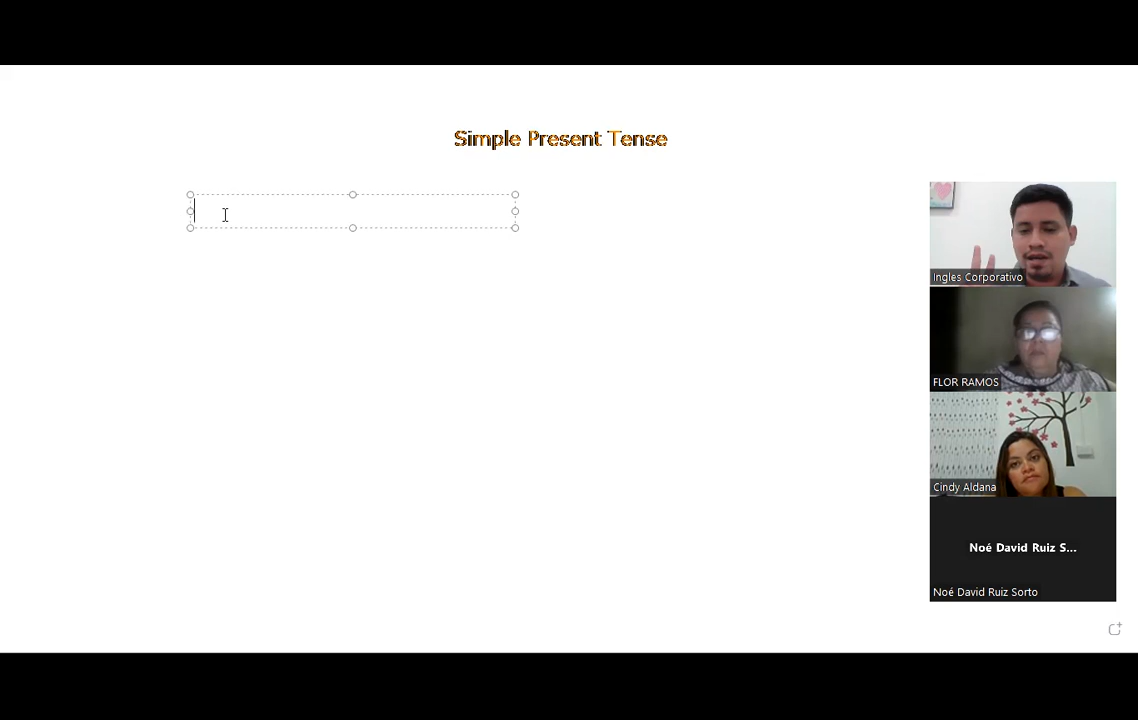 Simple Present Tense
Ingles Corporativo
FLOR RAMOS
Cindy Aldana
Noé David Ruiz S...
Noé David Ruiz Sorto